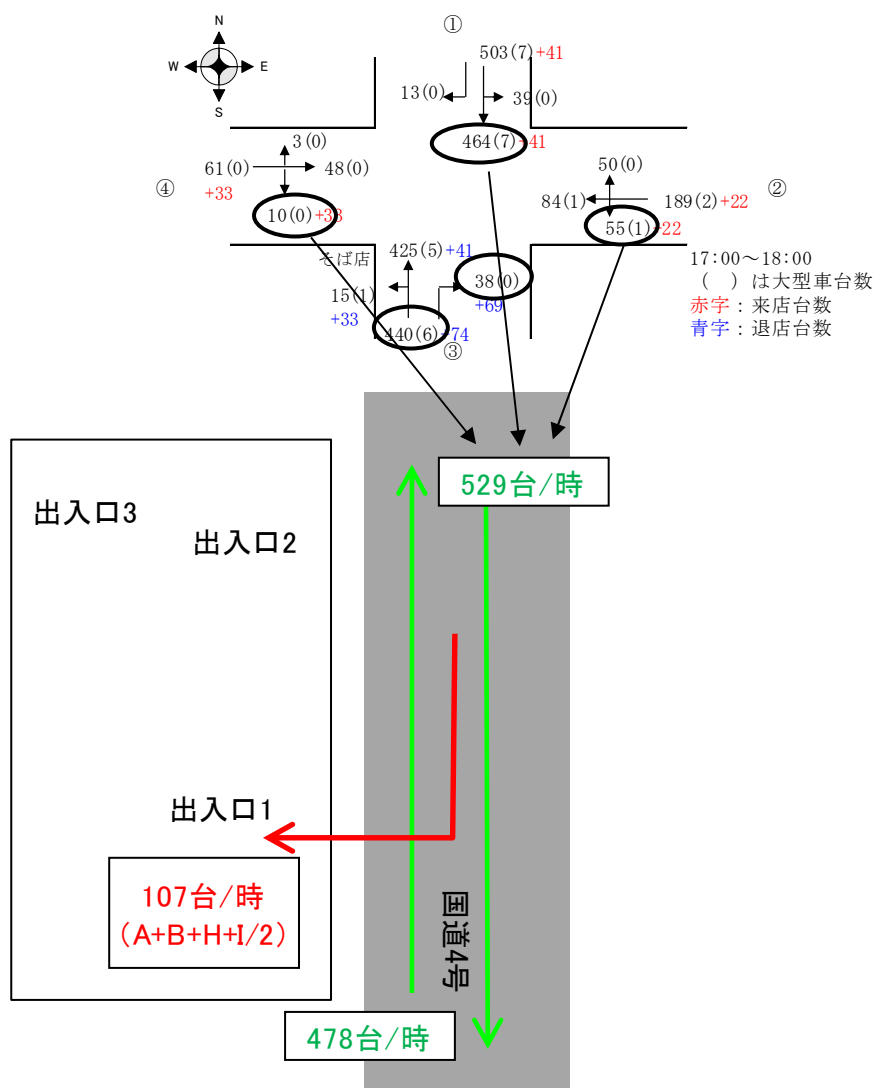 ①
N
503(7)+41
W
E
13(0)
39(0)
S
3(0)
464(7)+41
④
61(0)
48(0)
50(0)
②
+33
84(1)
189(2)+22
10(0)+33
55(1)+22
そば店
425(5)+41
17:00～18:00
15(1)
38(0)
( )は大型車台数
+33
+69
赤字：来店台数
440(6)+74
青字：退店台数
③
529台/時
出入口3
出入口2
出入口1
107台/時
（A+B+H+I/2）
国道4号
478台/時